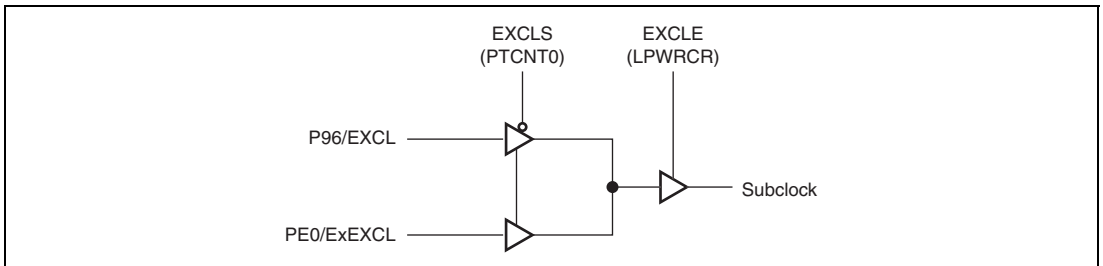 EXCLS
(PTCNT0)
EXCLE
(LPWRCR)
P96/EXCL
Subclock
PE0/ExEXCL